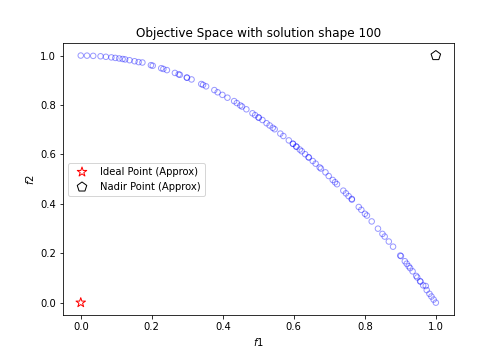 Objective Space with solution shape 100
1.0
0.8
0.6
0.4
0.2
0.0
f2
Ideal Point (Approx)
Nadir Point (Approx)
0.0 0.2 0.4 0.6 0.8 1.0
f1